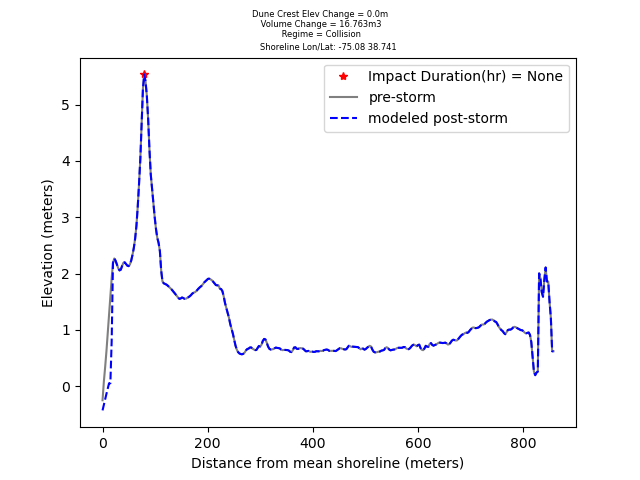 Dune Crest Elev Change = 0.0m
Volume Change = 16.763m3
Regime = Collision
Shoreline Lon/Lat: -75.08 38.741
Impact Duration(hr) = None
pre-storm
modeled post-storm
Elevation (meters)
5
4
3
2
1
0
0 200 400 600 800
Distance from mean shoreline (meters)